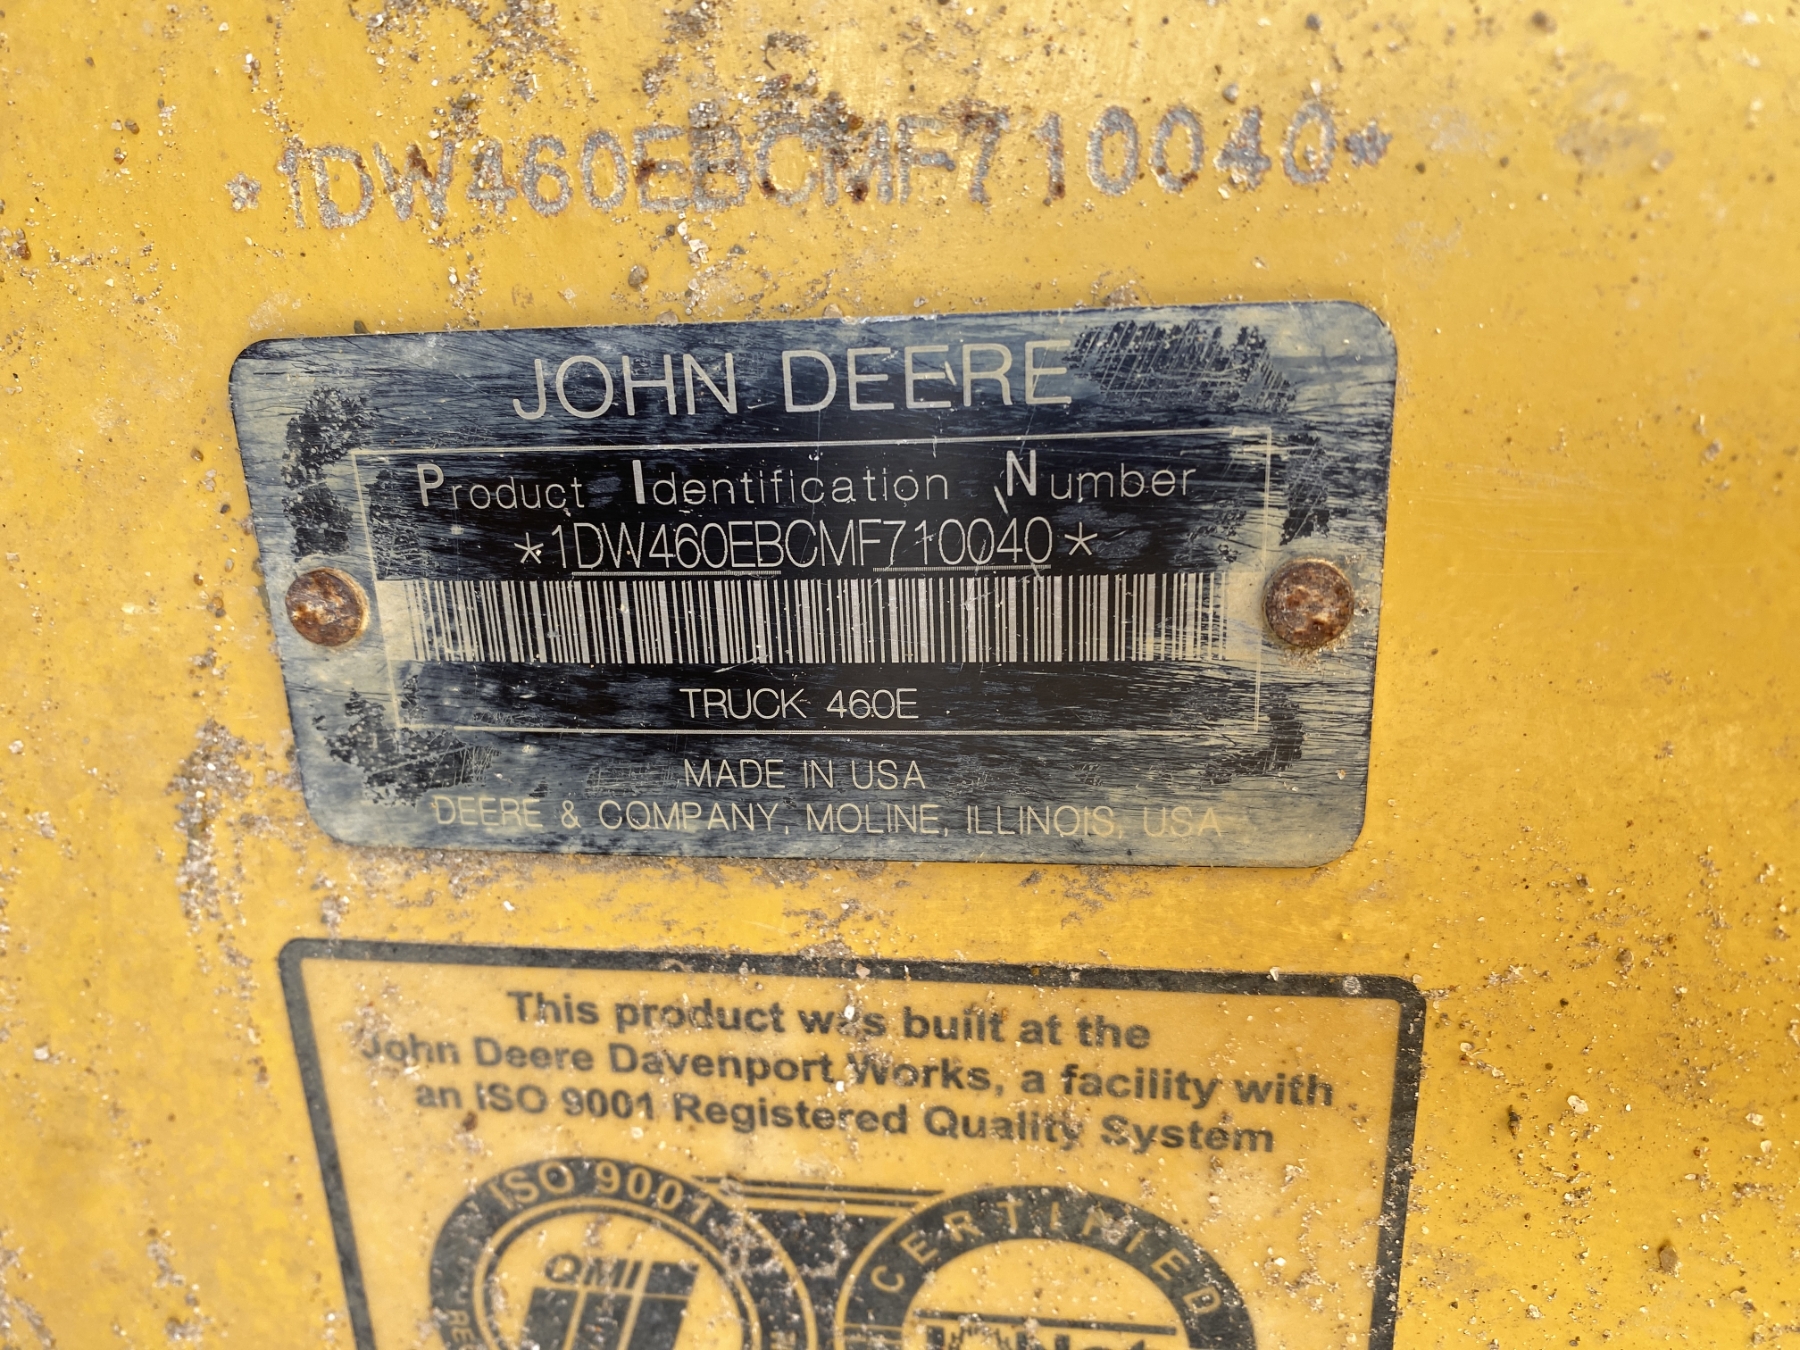 *1DW460EBCMF710040*
JOHN DEERE
Product Identification Number
*1DW460EBCMF710040*
TRUCK 460E
MADE IN USA
DEERE & COMPANY, MOLINE, ILLINOIS, USA
This product was built at the
John Deere Davenport Works, a facility with
an ISO 9001 Registered Quality System
ISO 9001
CERTIFIED
QMI